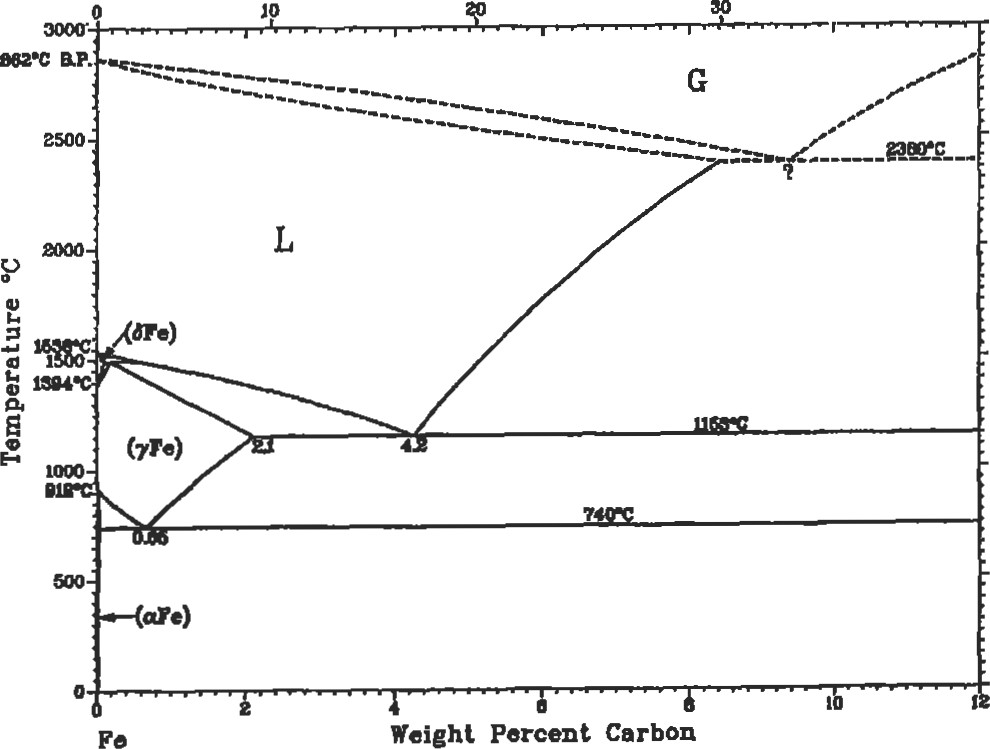 0 10 20 30
3000
862°C B.P.
G
2500
2380°C
?
L
2000
Temperature °C
(δFe)
1538°C
1500
1394°C
2.1 4.2
1153°C
(γFe)
1000
912°C
740°C
0.65
500
(αFe)
0
0 2 4 6 8 10 12
Weight Percent Carbon
Fe